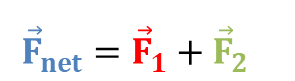 F⃗net = F⃗1 + F⃗2